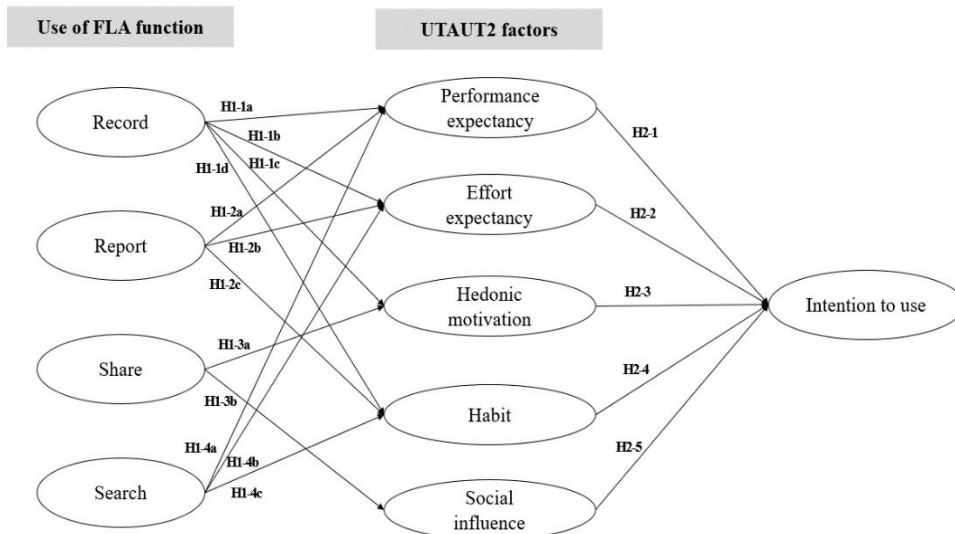 Use of FLA function
UTAUT2 factors
Record
Report
Share
Search
H1-1a
H1-1b
H1-1c
H1-1d
H1-2a
H1-2b
H1-2c
H1-3a
H1-3b
H1-4a
H1-4b
H1-4c
Performance
expectancy
Effort
expectancy
Hedonic
motivation
Habit
Social
influence
H2-1
H2-2
H2-3
H2-4
H2-5
Intention to use